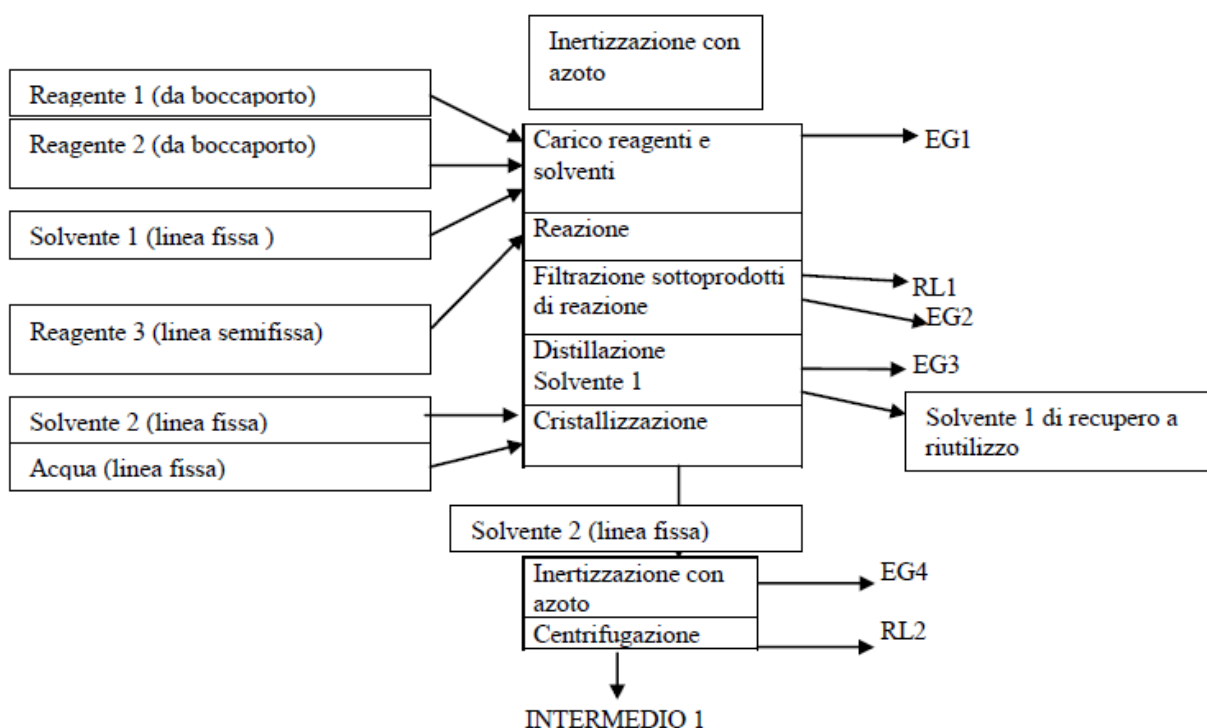 Inertizzazione con
azoto
Reagente 1 (da boccaporto)
Reagente 2 (da boccaporto)
Carico reagenti e
solventi
EG1
Solvente 1 (linea fissa )
Reazione
Filtrazione sottoprodotti
di reazione
RL1
EG2
Reagente 3 (linea semifissa)
Distillazione
Solvente 1
EG3
Solvente 2 (linea fissa)
Cristallizzazione
Solvente 1 di recupero a
riutilizzo
Acqua (linea fissa)
Solvente 2 (linea fissa)
Inertizzazione con
azoto
EG4
Centrifugazione
RL2
INTERMEDIO 1